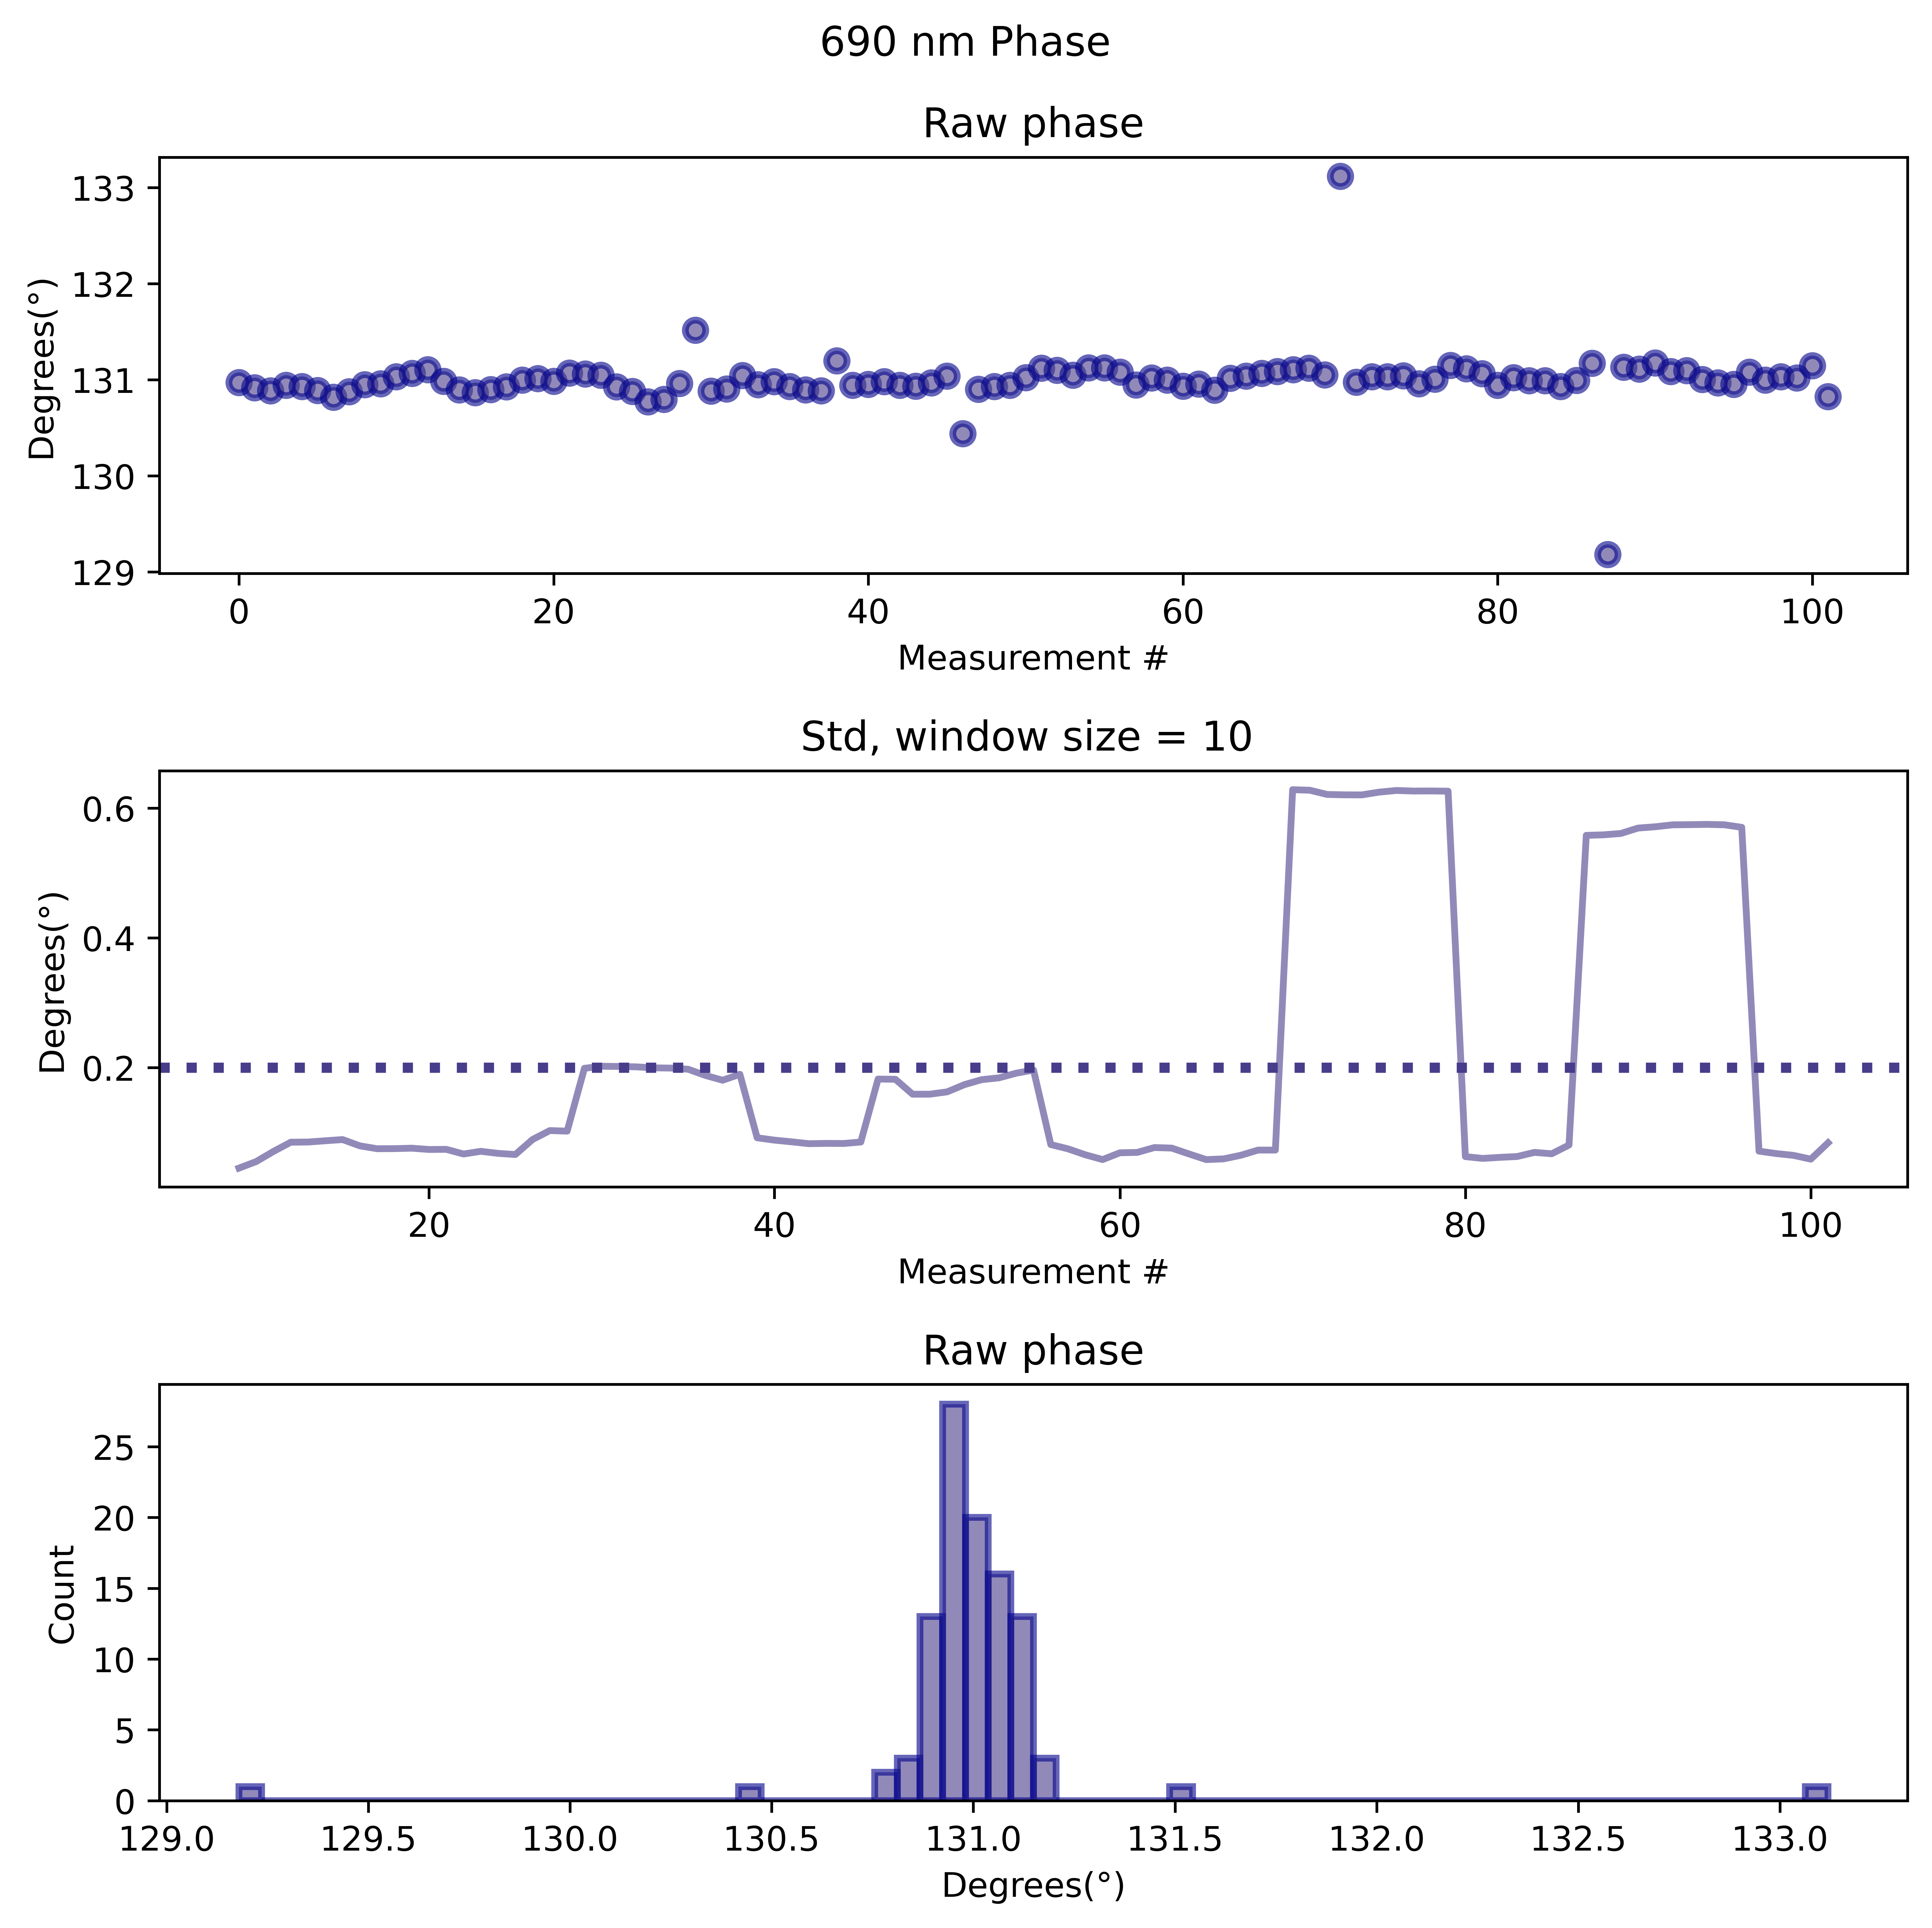 690 nm Phase
Raw phase
Degrees(°)
133
132
131
130
129
0 20 40 60 80 100
Measurement #
Std, window size = 10
Degrees(°)
0.6
0.4
0.2
20 40 60 80 100
Measurement #
Raw phase
Count
25
20
15
10
5
0
129.0 129.5 130.0 130.5 131.0 131.5 132.0 132.5 133.0
Degrees(°)